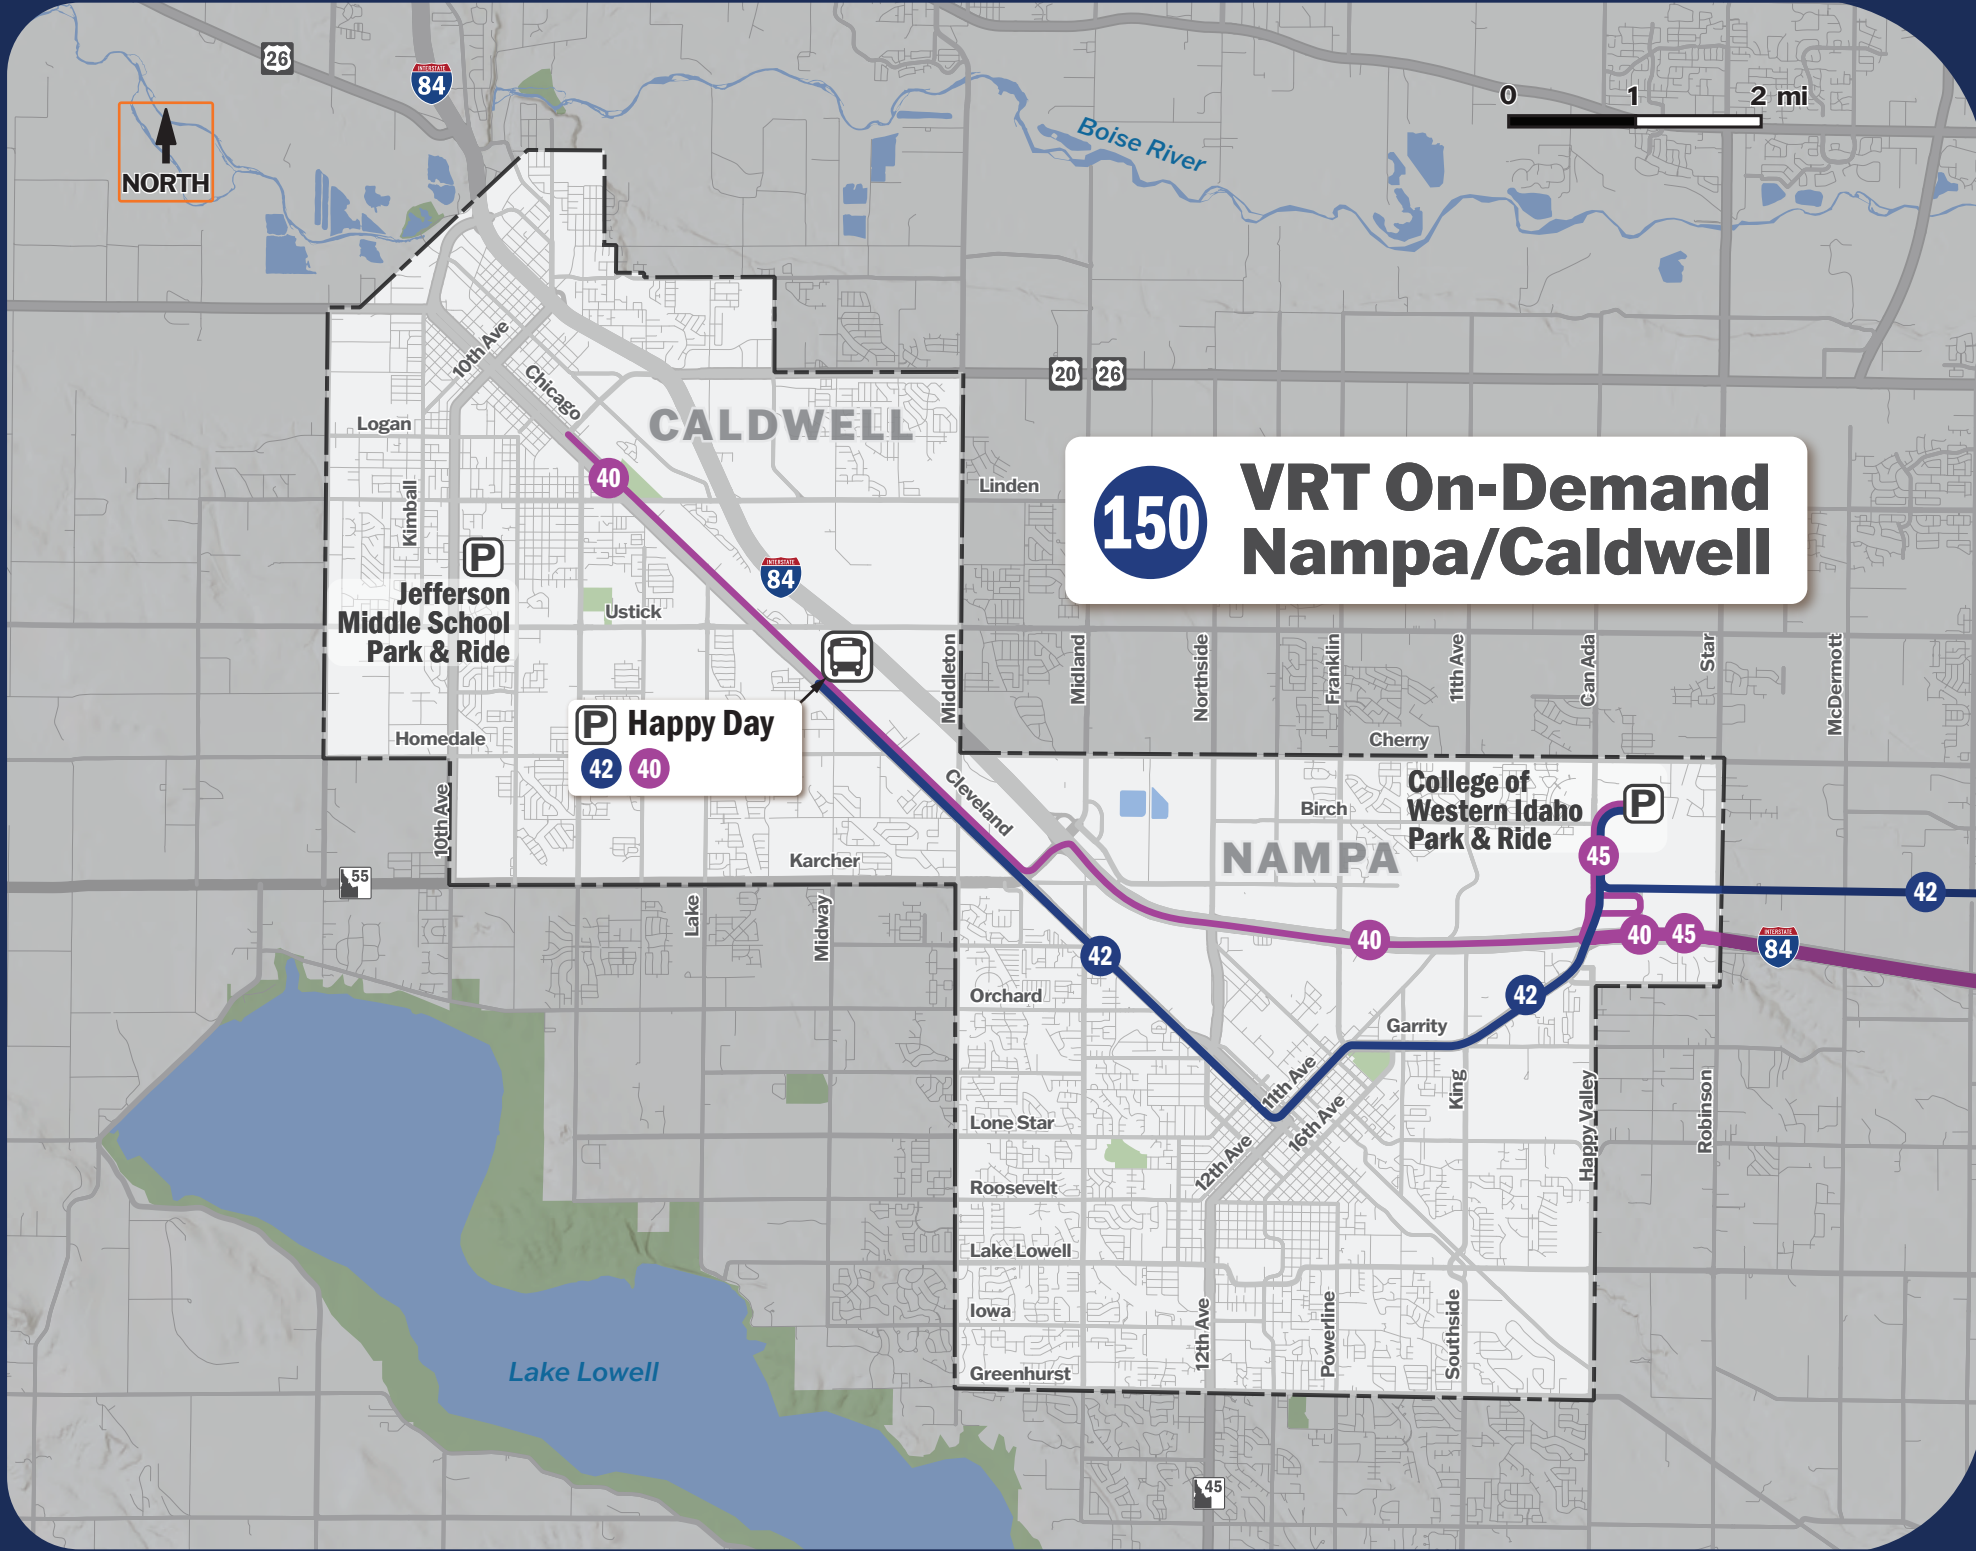 26
INTERSTATE
84
NORTH
0 1 2 mi
Boise River
10th Ave
Chicago
20
26
Logan
CALDWELL
40
Kimball
Linden
150
VRT On-Demand
Nampa/Caldwell
P
Jefferson
Middle School
Park & Ride
INTERSTATE
84
Ustick
Middleton
Midland
Northside
Franklin
11th Ave
Can Ada
Star
McDermott
P Happy Day
42 40
Homedale
Cherry
Cleveland
10th Ave
Birch
College of
Western Idaho
Park & Ride
P
NAMPA
45
Karcher
55
42
Lake
Midway
40
40
45
INTERSTATE
84
42
42
Orchard
Garrity
11th Ave
16th Ave
12th Ave
King
Happy Valley
Robinson
Lone Star
Roosevelt
Lake Lowell
Iowa
12th Ave
Powerline
Southside
Greenhurst
Lake Lowell
45